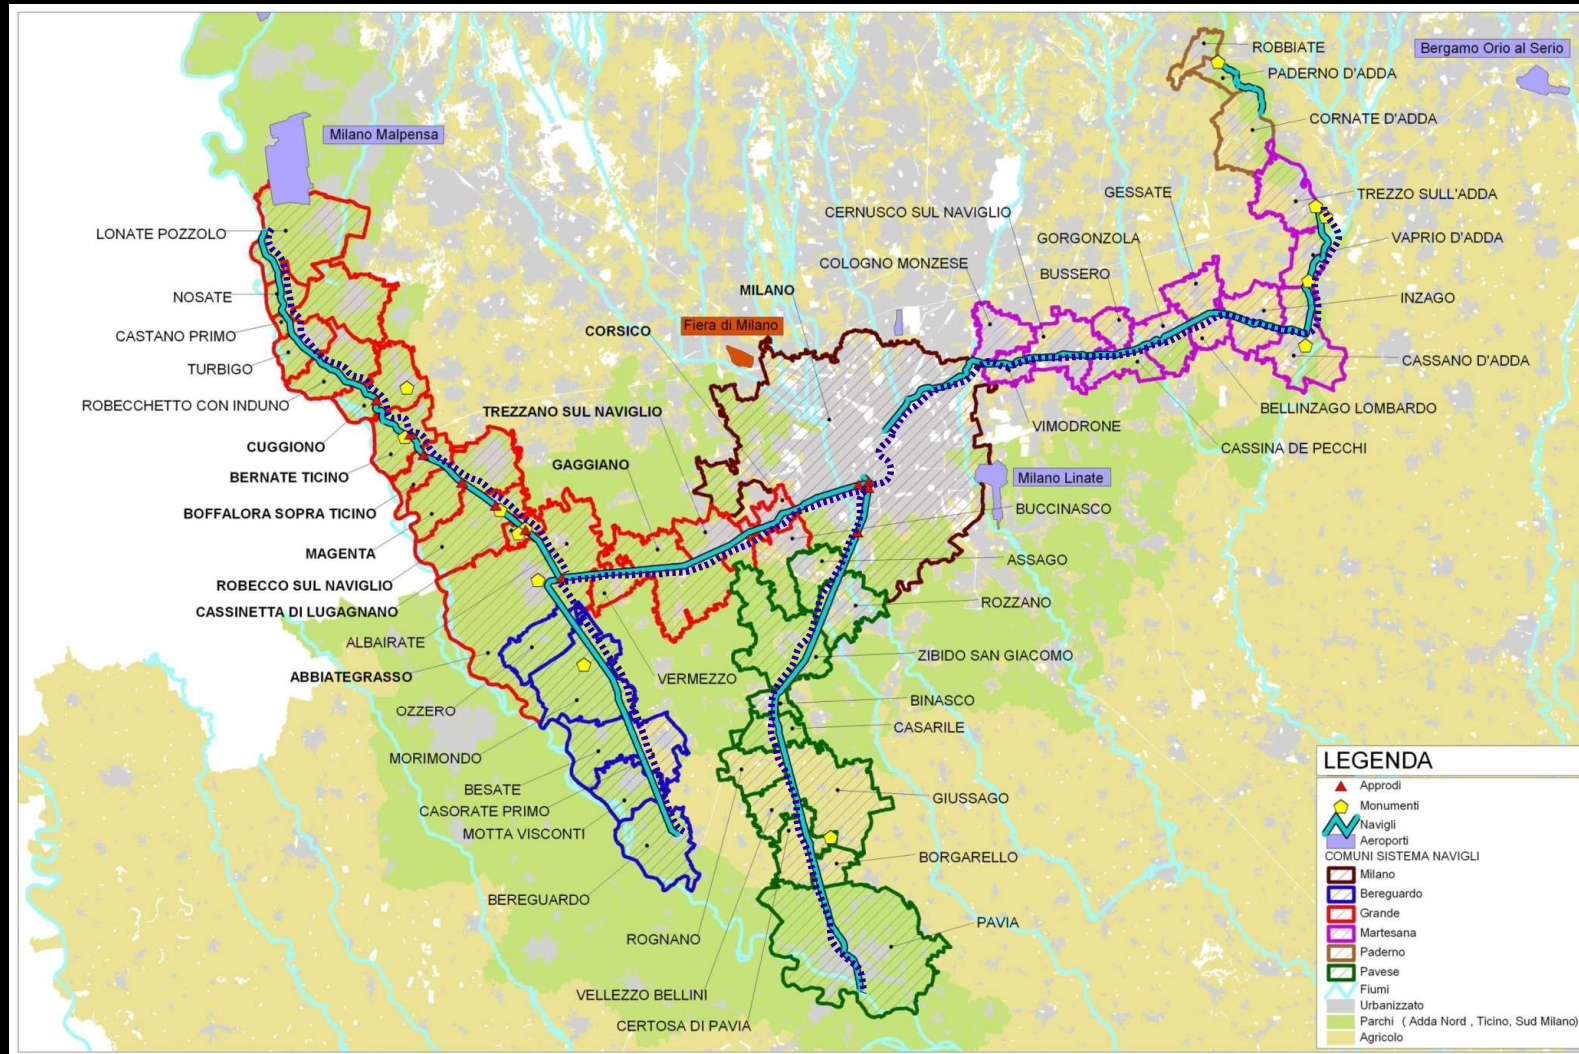 ROBBIATE
Bergamo Orio al Serio
PADERNO D'ADDA
CORNATE D'ADDA
Milano Malpensa
GESSATE
TREZZO SULL'ADDA
CERNUSCO SUL NAVIGLIO
LONATE POZZOLO
GORGONZOLA
VAPRIO D'ADDA
COLOGNO MONZESE
BUSSERO
MILANO
NOSATE
INZAGO
CORSICO
Fiera di Milano
CASTANO PRIMO
CASSANO D'ADDA
TURBIGO
ROBECCHETTO CON INDUNO
BELLINZAGO LOMBARDO
TREZZANO SUL NAVIGLIO
VIMODRONE
CUGGIONO
CASSINA DE PECCHI
GAGGIANO
BERNATE TICINO
Milano Linate
BUCCINASCO
BOFFALORA SOPRA TICINO
MAGENTA
ASSAGO
ROBECCO SUL NAVIGLIO
ROZZANO
CASSINETTA DI LUGAGNANO
ALBAIRATE
ZIBIDO SAN GIACOMO
ABBIATEGRASSO
VERMEZZO
BINASCO
OZZERO
CASARILE
MORIMONDO
BESATE
GIUSSAGO
CASORATE PRIMO
MOTTA VISCONTI
BORGARELLO
BEREGUARDO
PAVIA
ROGNANO
VELLEZZO BELLINI
CERTOSA DI PAVIA
LEGENDA
Approdi
Monumenti
Navigli
Aeroporti
COMUNI SISTEMA NAVIGLI
Milano
Bereguardo
Grande
Martesana
Paderno
Pavese
Fiumi
Urbanizzato
Parchi ( Adda Nord , Ticino, Sud Milano)
Agricolo